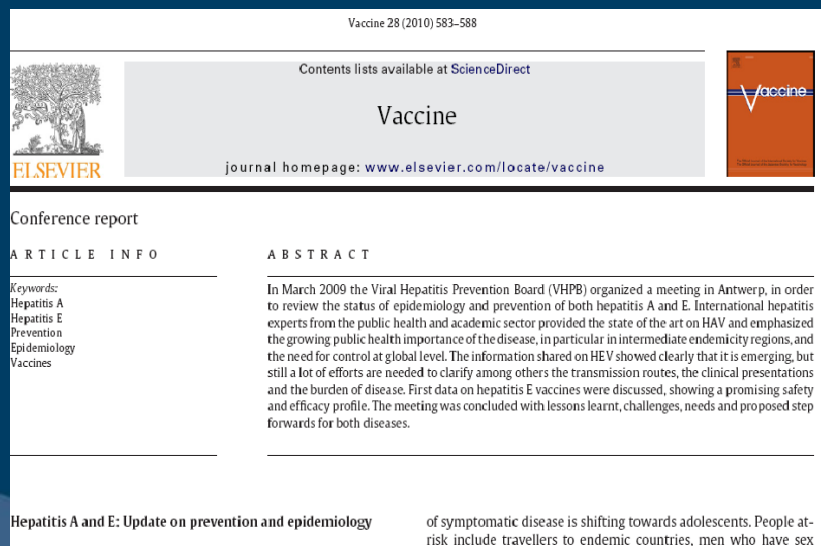 Vaccine 28 (2010) 583–588
Contents lists available at ScienceDirect
Vaccine
journal homepage: www.elsevier.com/locate/vaccine
ELSEVIER
Vaccine
Conference report
ARTICLE INFO
Keywords:
Hepatitis A
Hepatitis E
Prevention
Epidemiology
Vaccines
ABSTRACT
In March 2009 the Viral Hepatitis Prevention Board (VHPB) organized a meeting in Antwerp, in order
to review the status of epidemiology and prevention of both hepatitis A and E. International hepatitis
experts from the public health and academic sector provided the state of the art on HAV and emphasized
the growing public health importance of the disease, in particular in intermediate endemicity regions, and
the need for control at global level. The information shared on HEV showed clearly that it is emerging, but
still a lot of efforts are needed to clarify among others the transmission routes, the clinical presentations
and the burden of disease. First data on hepatitis E vaccines were discussed, showing a promising safety
and efficacy profile. The meeting was concluded with lessons learnt, challenges, needs and proposed step
forwards for both diseases.
Hepatitis A and E: Update on prevention and epidemiology
of symptomatic disease is shifting towards adolescents. People at-
risk include travellers to endemic countries, men who have sex